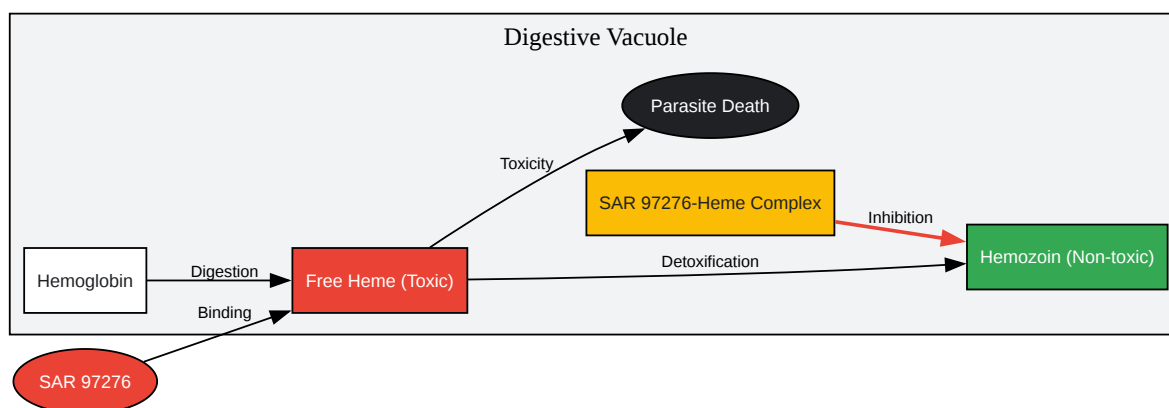 Digestive Vacuole
Parasite Death
Toxicity
SAR 97276-Heme Complex
Inhibition
Hemoglobin
Digestion
Free Heme (Toxic)
Detoxification
Hemozoin (Non-toxic)
Binding
SAR 97276